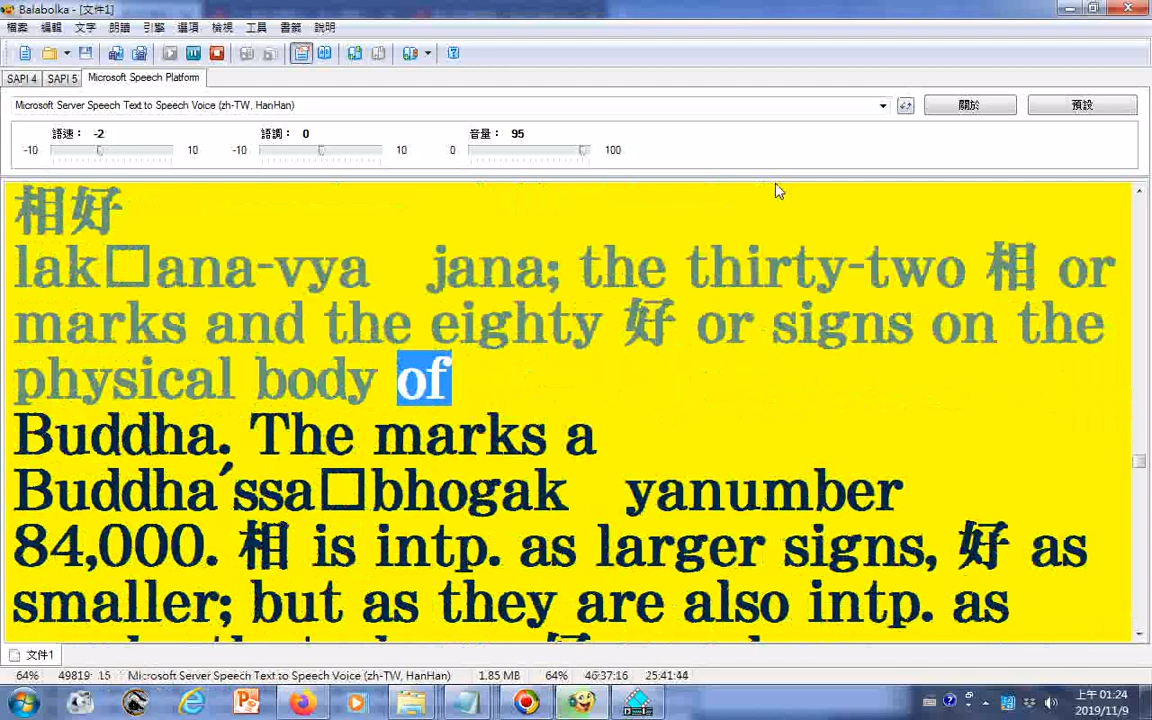 Balabolka - [文件1]
檔案 編輯 文字 朗讀 引擎 選項 檢視 工具 書籤 說明
SAPI 4 SAPI 5 Microsoft Speech Platform
Microsoft Server Speech Text to Speech Voice (zh-TW, HanHan) 關於 預設
語速： -2 語調： 0 音量： 95
-10 10 -10 10 0 100
相好
lak□ana-vya jana; the thirty-two 相 or
marks and the eighty 好 or signs on the
physical body of
Buddha. The marks a
Buddha´ssa□bhogak yanumber
84,000. 相 is intp. as larger signs, 好 as
smaller; but as they are also intp. as
文件1
64% 49819: 15 Microsoft Server Speech Text to Speech Voice (zh-TW, HanHan) 1.85 MB 64% 46:37:16 25:41:44
上午 01:24
2019/11/9